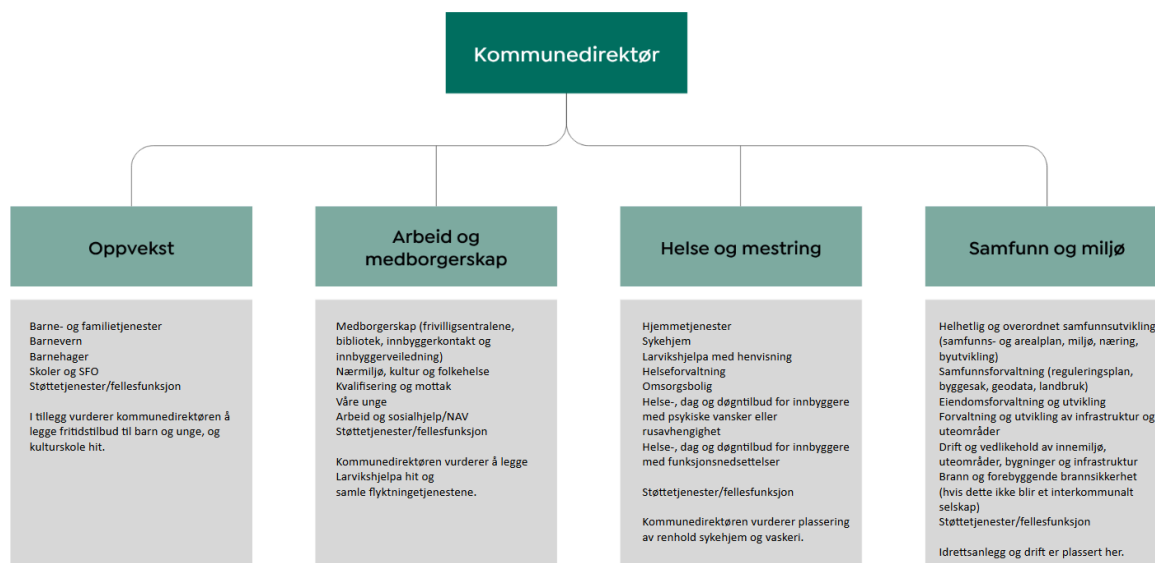 Kommunedirektør
Oppvekst
Barne- og familietjenester
Barnevern
Barnehager
Skoler og SFO
Støttetjenester/fellesfunksjon
I tillegg vurderer kommunedirektøren å
legge fritidstilbud til barn og unge, og
kulturskole hit.
Arbeid og
medborgerskap
Medborgerskap (frivilligsentralene,
bibliotek, innbyggerkontakt og
innbyggerveiledning)
Nærmiljø, kultur og folkehelse
Kvalifisering og mottak
Våre unge
Arbeid og sosialhjelp/NAV
Støttetjenester/fellesfunksjon
Kommunedirektøren vurderer å legge
Larvikshjelpa hit og
samle flyktningetjenestene.
Helse og mestring
Hjemmetjenester
Sykehjem
Larvikshjelpa med henvisning
Helseforvaltning
Omsorgsbolig
Helse-, dag og døgntilbud for innbyggere
med psykiske vansker eller
rusavhengighet
Helse-, dag og døgntilbud for innbyggere
med funksjonsnedsettelser
Støttetjenester/fellesfunksjon
Kommunedirektøren vurderer plassering
av renhold sykehjem og vaskeri.
Samfunn og miljø
Helhetlig og overordnet samfunnsutvikling
(samfunns- og arealplan, miljø, næring,
byutvikling)
Samfunnsforvaltning (reguleringsplan,
byggesak, geodata, landbruk)
Eiendomsforvaltning og utvikling
Forvaltning og utvikling av infrastruktur og
uteområder
Drift og vedlikehold av innemiljø,
uteområder, bygninger og infrastruktur
Brann og forebyggende brannsikkerhet
(hvis dette ikke blir et interkommunalt
selskap)
Støttetjenester/fellesfunksjon
Idrettsanlegg og drift er plassert her.